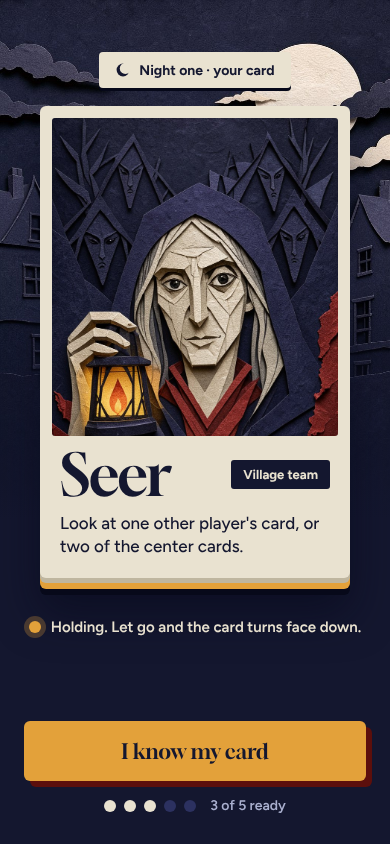 Night one · your card
Seer
Village team
Look at one other player's card, or
two of the center cards.
Holding. Let go and the card turns face down.
I know my card
3 of 5 ready